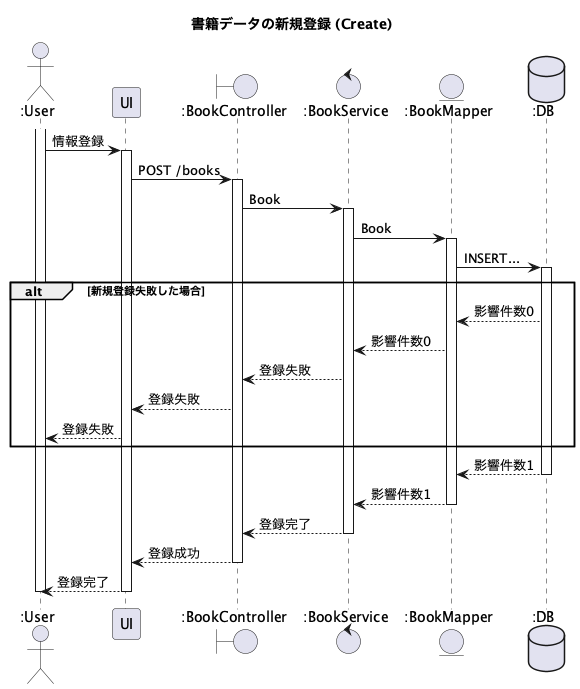 書籍データの新規登録 (Create)
:User
UI
:BookController
:BookService
:BookMapper
:DB
情報登録
POST /books
Book
Book
INSERT...
alt
[新規登録失敗した場合]
影響件数0
影響件数0
登録失敗
登録失敗
登録失敗
影響件数1
影響件数1
登録完了
登録成功
登録完了
:User
UI
:BookController
:BookService
:BookMapper
:DB